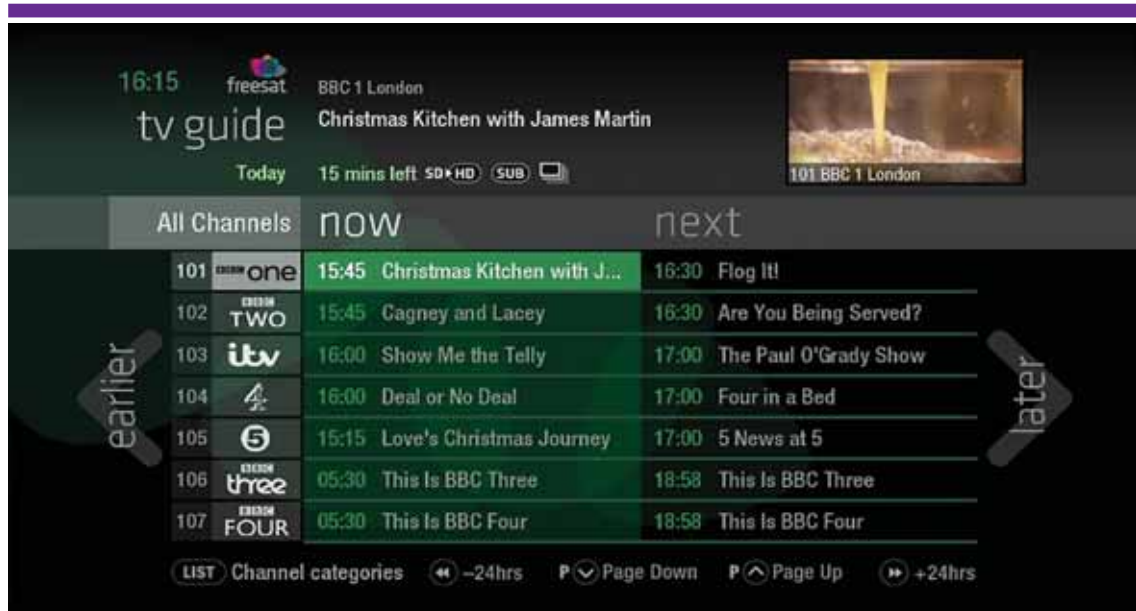 16:15 freesat
tv guide
Today
BBC 1 London
Christmas Kitchen with James Martin
15 mins left SD▸HD SUB
101 BBC 1 London
All Channels now next
101 BBC one 15:45 Christmas Kitchen with J... 16:30 Flog It!
102 BBC TWO 15:45 Cagney and Lacey 16:30 Are You Being Served?
103 itv 16:00 Show Me the Telly 17:00 The Paul O'Grady Show
104 4 16:00 Deal or No Deal 17:00 Four in a Bed
105 5 15:15 Love's Christmas Journey 17:00 5 News at 5
106 BBC three 05:30 This Is BBC Three 18:58 This Is BBC Three
107 BBC FOUR 05:30 This Is BBC Four 18:58 This Is BBC Four
earlier
later
LIST Channel categories −24hrs P Page Down P Page Up +24hrs